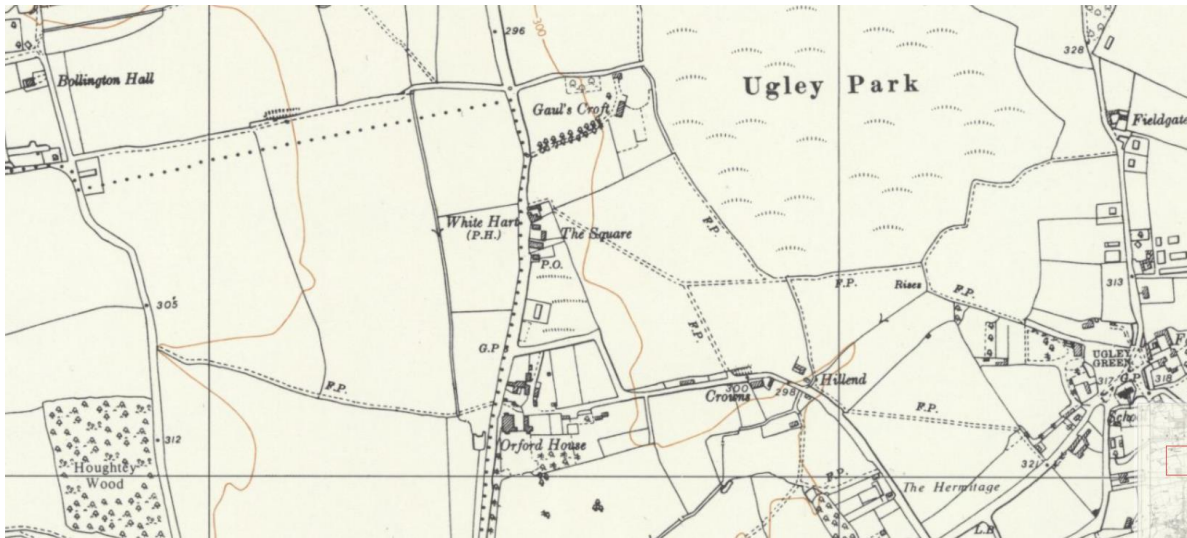 296
300
328
Bollington Hall
Ugley Park
Gaul's Croft
Fieldgate
White Hart
(P.H.)
The Square
F.P.
P.O.
F.P.
Rises
F.P.
313
305
G.P
F.P.
UGLEY
GREEN
G.P
F.P.
300
Crowns
298
Hillend
317
318
F.P.
Orford House
312
Houghtey
Wood
321
F.P.
The Hermitage
L.B